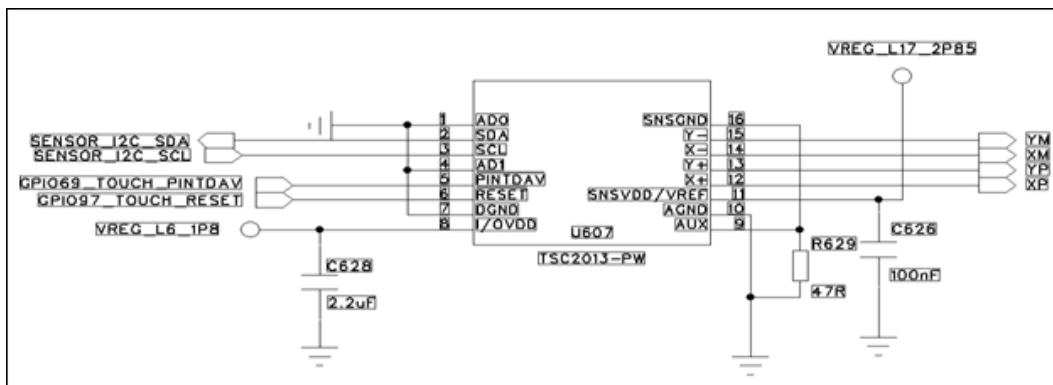 VREG_L17_2P85
1 AD0
2 SDA
3 SCL
4 AD1
5 PINTDAV
6 RESET
7 DGND
8 I/OVDD
SNSGND 16
Y- 15
X- 14
Y+ 13
X+ 12
SNSVDD/VREF 11
AGND 10
AUX 9
U607
TSC2013-PW
SENSOR_I2C_SDA
SENSOR_I2C_SCL
GPIO69_TOUCH_PINTDAV
GPIO97_TOUCH_RESET
VREG_L6_1P8
C628
2.2uF
YM
XM
YP
XP
R629
47R
C626
100nF